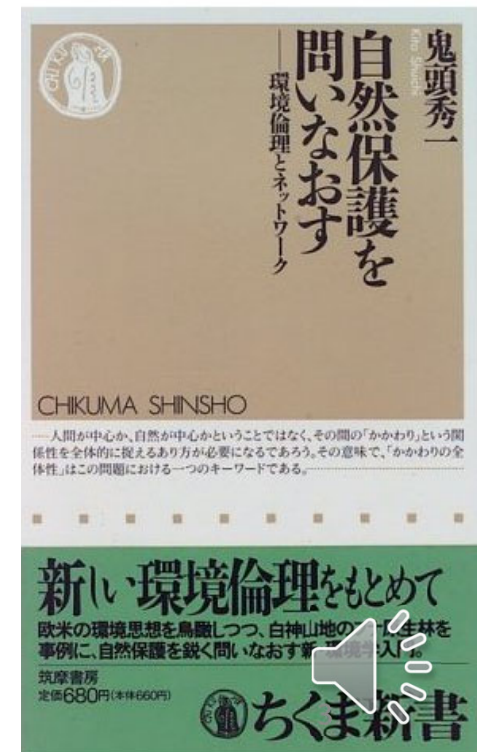 鬼頭秀一
Kito Shuichi
自然保護を
問いなおす
――環境倫理とネットワーク
CHIKUMA SHINSHO
……人間が中心か、自然が中心かということではなく、その間の「かかわり」という関
係性を全体的に捉えるあり方が必要になるであろう。その意味で、「かかわりの全
体性」はこの問題における一つのキーワードである。……
新しい環境倫理をもとめて
欧米の環境思想を鳥瞰しつつ、白神山地の 生林を
事例に、自然保護を鋭く問いなおす 入門。
筑摩書房
定価680円(本体660円)
ちくま新書